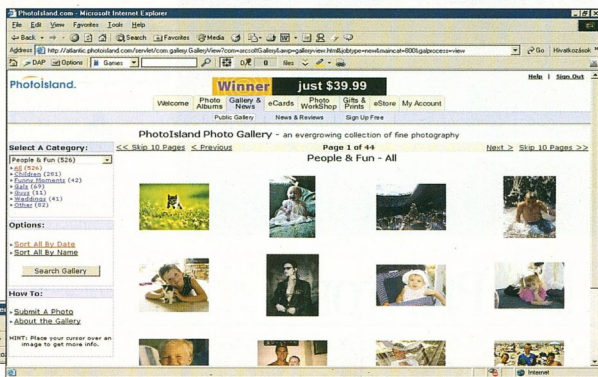 PhotoIsland.com - Microsoft Internet Explorer
File Edit View Favorites Tools Help
Back Search Favorites Media
Address http://atlantic.photoisland.com/servlet/com.gallery.GalleryView?com=arcsoftGallery&awp=galleryview.html&jobtype=new&maincat=800&galprocess=view Go Hivatkozások
DAP Options Games files
PhotoIsland.
Winner just $39.99
Help | Sign Out
Welcome Photo Albums Gallery & News eCards Photo WorkShop Gifts & Prints eStore My Account
Public Gallery News & Reviews Sign Up Free
PhotoIsland Photo Gallery - an evergrowing collection of fine photography
Select A Category:
<< Skip 10 Pages < Previous Page 1 of 44 Next > Skip 10 Pages >>
People & Fun - All
People & Fun (526)
All (526)
Children (281)
Funny Moments (42)
Gals (69)
Guys (11)
Weddings (41)
Other (82)
Options:
Sort All By Date
Sort All By Name
Search Gallery
How To:
Submit A Photo
About the Gallery
HINT: Place your cursor over an
image to get more info.
Internet